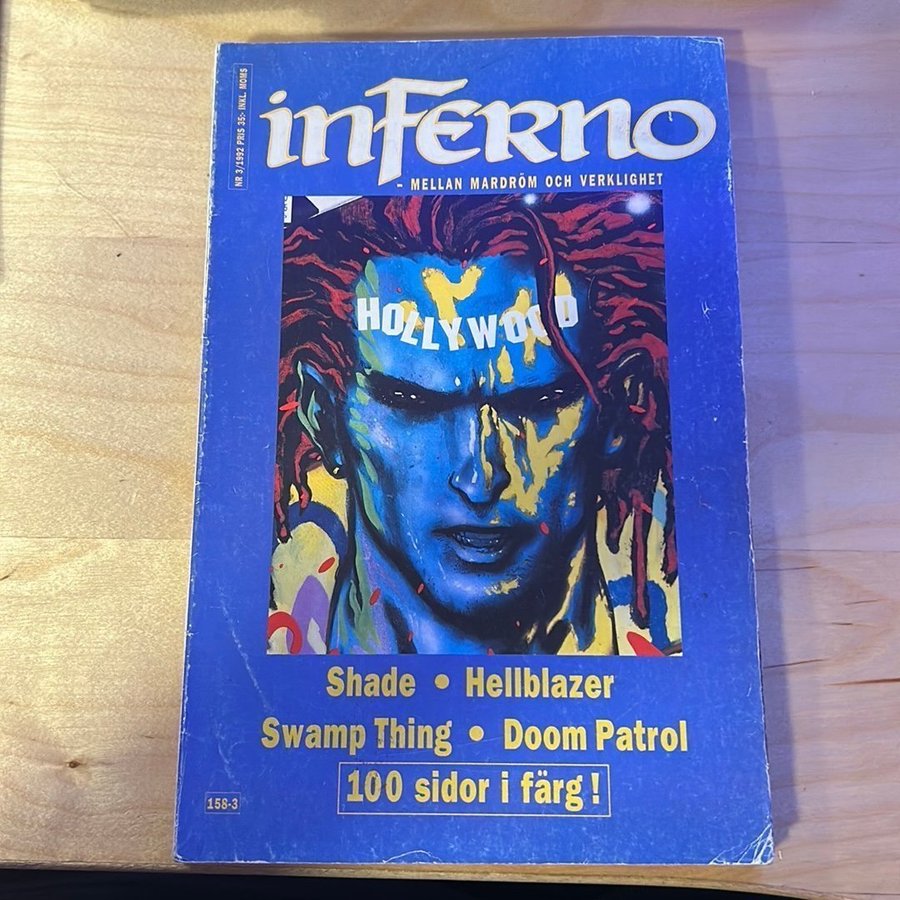 NR 3/1992 PRIS 35:- INKL. MOMS
inFERNO
- MELLAN MARDRÖM OCH VERKLIGHET
HOLLYWOOD
Shade • Hellblazer
Swamp Thing • Doom Patrol
100 sidor i färg!
158-3